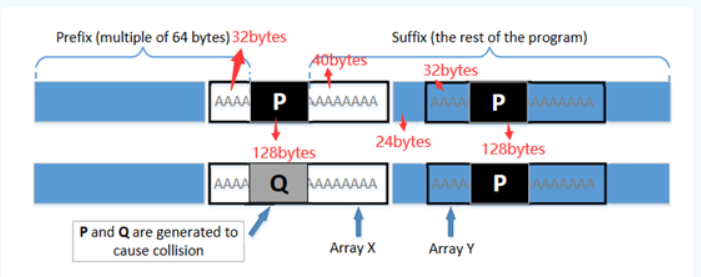 Prefix (multiple of 64 bytes) 32bytes
Suffix (the rest of the program)
40bytes
32bytes
AAAA P AAAAAAAA AAAA P AAAAAAA
128bytes
24bytes
128bytes
AAAA Q AAAAAAAA AAAA P AAAAAAA
P and Q are generated to
cause collision
Array X
Array Y